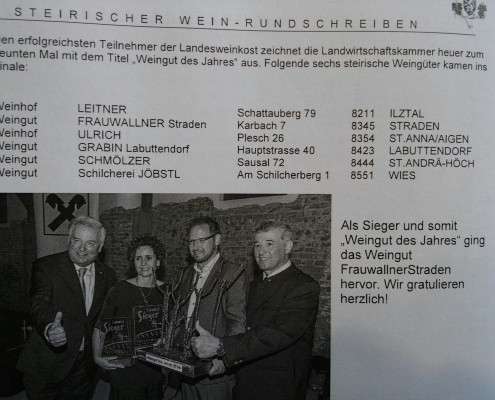 STEIRISCHER WEIN-RUNDSCHREIBEN
en erfolgreichsten Teilnehmer der Landesweinkost zeichnet die Landwirtschaftskammer heuer zum
eunten Mal mit dem Titel „Weingut des Jahres" aus. Folgende sechs steirische Weingüter kamen ins
inale:
Weinhof LEITNER Schattauberg 79 8211 ILZTAL
Weingut FRAUWALLNER Straden Karbach 7 8345 STRADEN
Weinhof ULRICH Plesch 26 8354 ST.ANNA/AIGEN
Weingut GRABIN Labuttendorf Hauptstrasse 40 8423 LABUTTENDORF
Weingut SCHMÖLZER Sausal 72 8444 ST.ANDRÄ-HÖCH
Weingut Schilcherei JÖBSTL Am Schilcherberg 1 8551 WIES
Als Sieger und somit
„Weingut des Jahres" ging
das Weingut
FrauwallnerStraden
hervor. Wir gratulieren
herzlich!
Sieger
Sieger